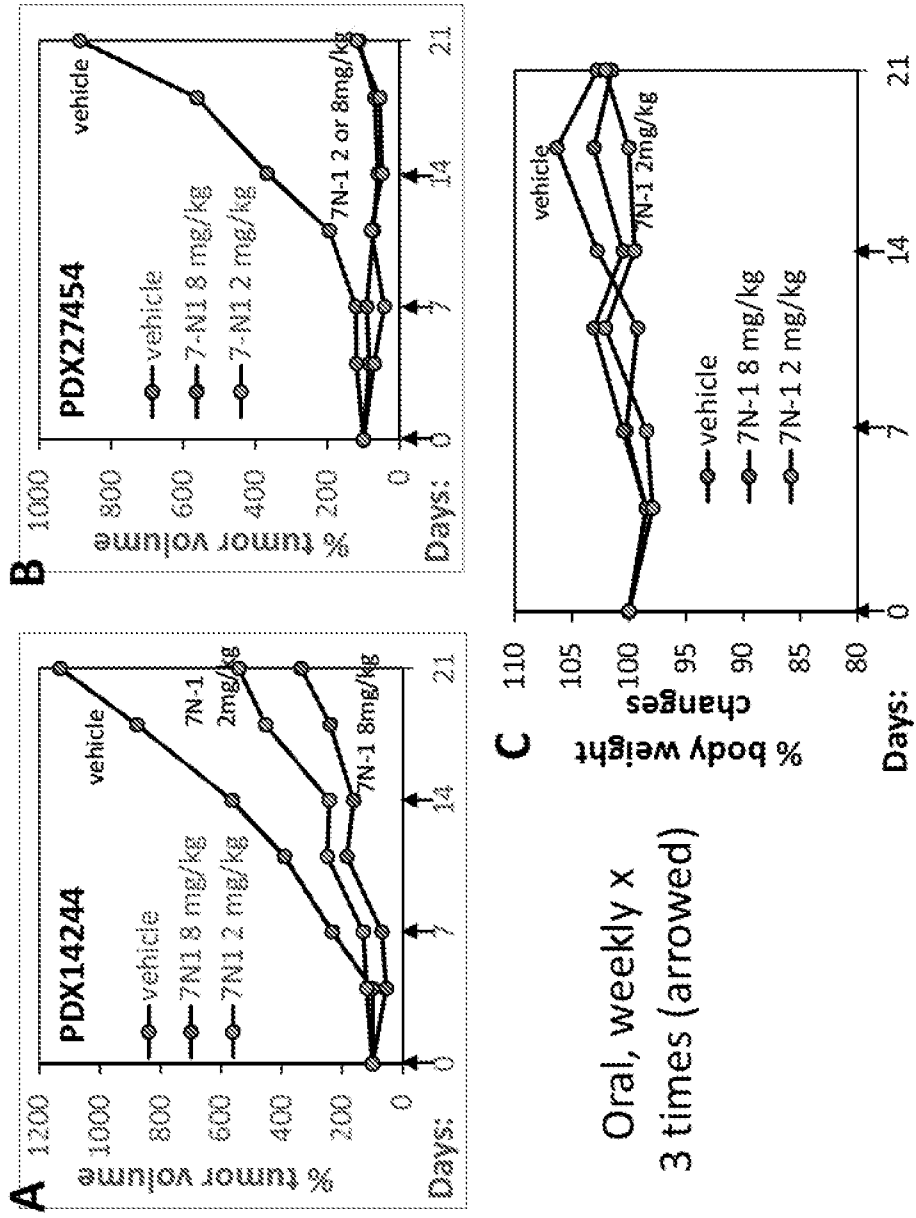 A
PDX14244
1200
1000
800
600
400
200
0
% tumor volume
vehicle
7N1 8 mg/kg
7N1 2 mg/kg
vehicle
7N-1
2mg/kg
7N-1 8mg/kg
Days:
0
7
14
21
B
PDX27454
1000
800
600
400
200
0
% tumor volume
vehicle
7-N1 8 mg/kg
7-N1 2 mg/kg
vehicle
7N-1 2 or 8mg/kg
Days:
0
7
14
21
Oral, weekly x
3 times (arrowed)
C
110
105
100
95
90
85
80
% body weight
changes
vehicle
7N-1 2mg/kg
vehicle
7N-1 8 mg/kg
7N-1 2 mg/kg
Days:
0
7
14
21